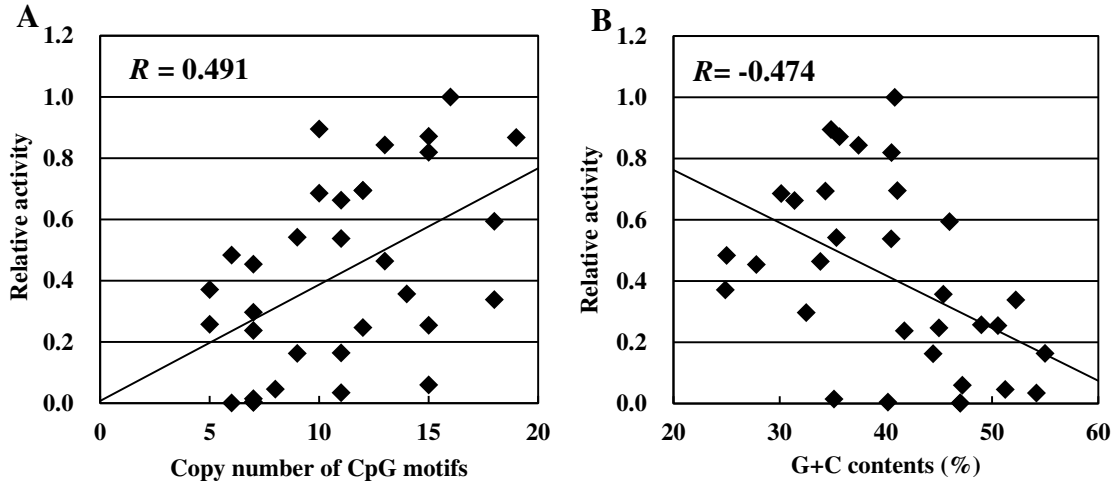 A
R = 0.491
1.2
1.0
0.8
0.6
0.4
0.2
0.0
0 5 10 15 20
Relative activity
Copy number of CpG motifs
B
R= -0.474
1.2
1.0
0.8
0.6
0.4
0.2
0.0
20 30 40 50 60
Relative activity
G+C contents (%)